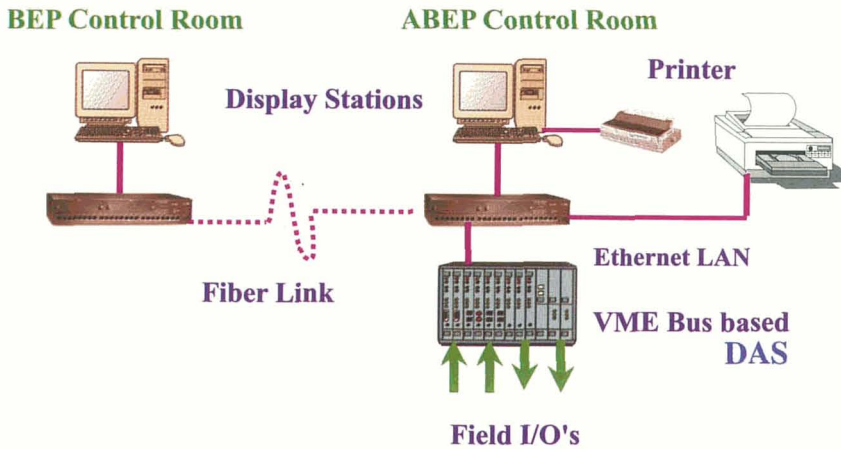 BEP Control Room
ABEP Control Room
Printer
Display Stations
Ethernet LAN
Fiber Link
VME Bus based
DAS
Field I/O's